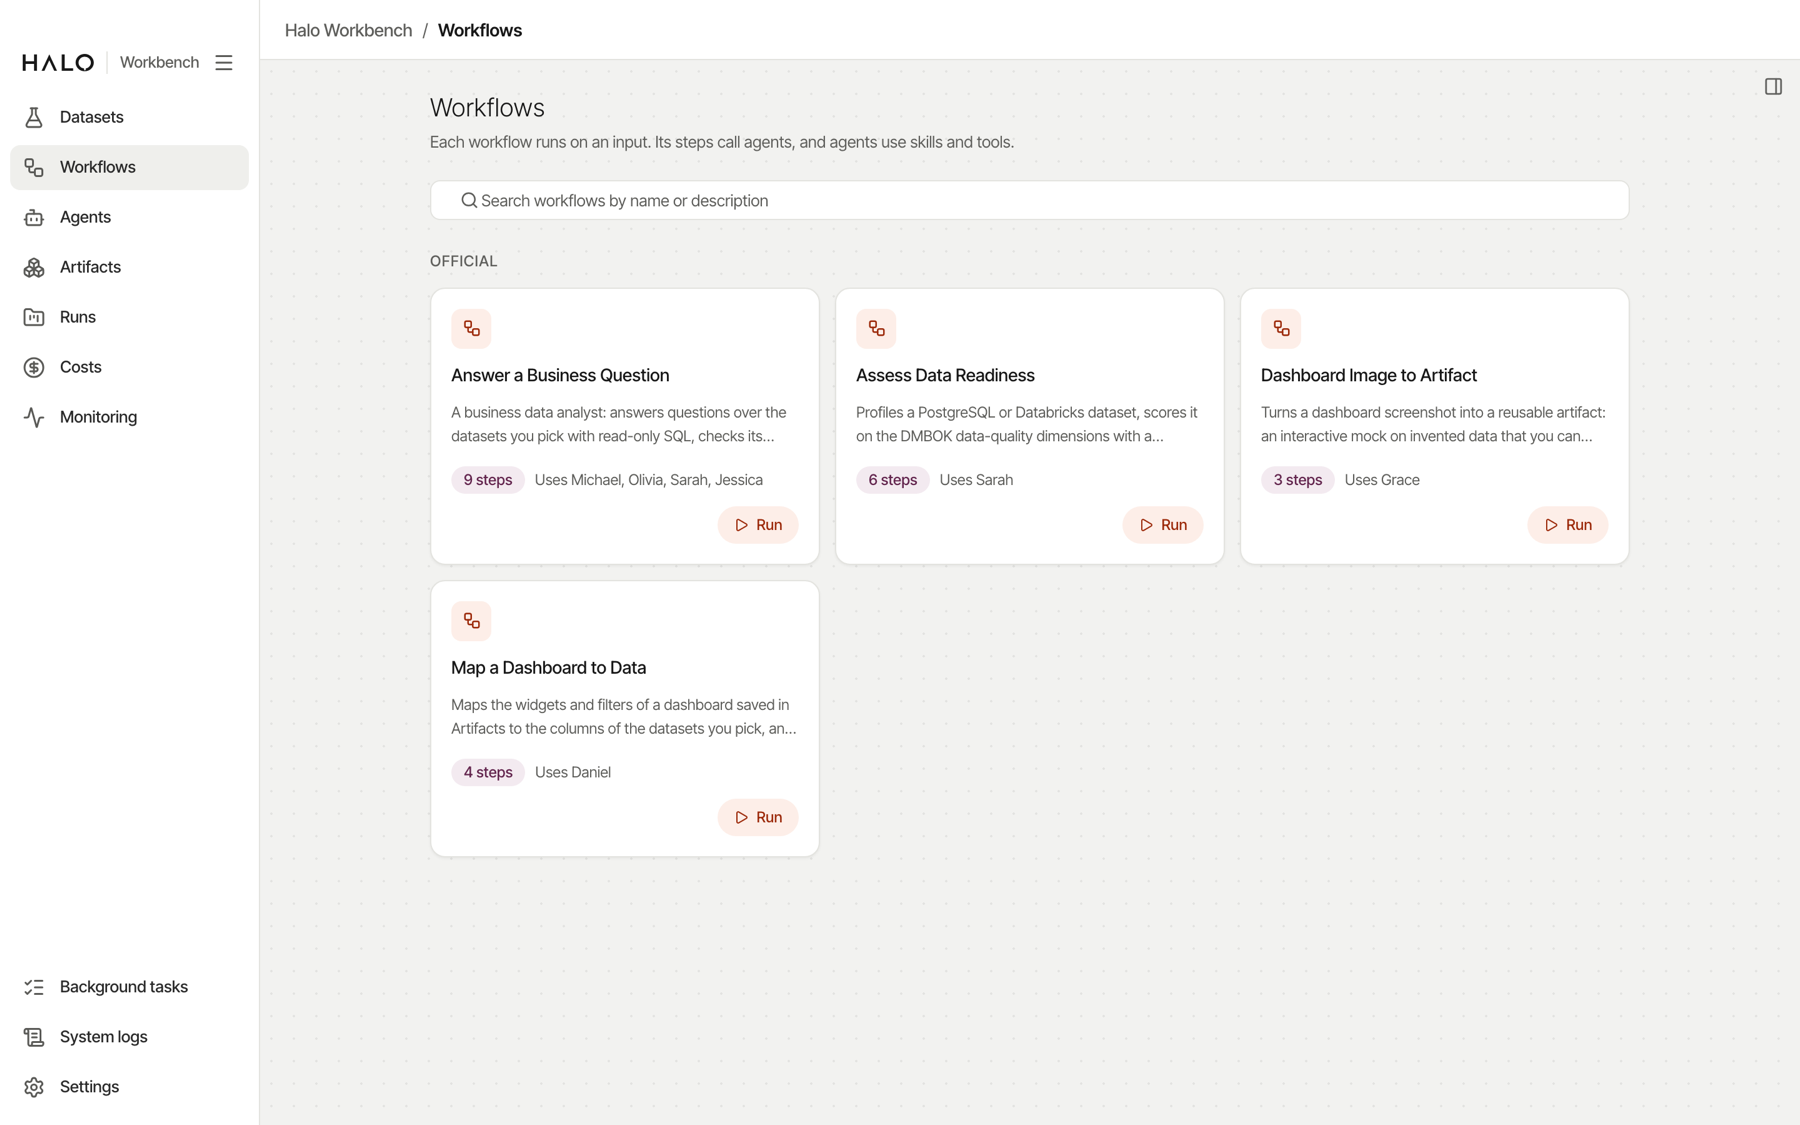 Halo Workbench / Workflows
HALO Workbench
Datasets
Workflows
Agents
Artifacts
Runs
Costs
Monitoring
Background tasks
System logs
Settings
Workflows
Each workflow runs on an input. Its steps call agents, and agents use skills and tools.
Search workflows by name or description
OFFICIAL
Answer a Business Question
A business data analyst: answers questions over the
datasets you pick with read-only SQL, checks its...
9 steps Uses Michael, Olivia, Sarah, Jessica
Run
Assess Data Readiness
Profiles a PostgreSQL or Databricks dataset, scores it
on the DMBOK data-quality dimensions with a...
6 steps Uses Sarah
Run
Dashboard Image to Artifact
Turns a dashboard screenshot into a reusable artifact:
an interactive mock on invented data that you can...
3 steps Uses Grace
Run
Map a Dashboard to Data
Maps the widgets and filters of a dashboard saved in
Artifacts to the columns of the datasets you pick, an...
4 steps Uses Daniel
Run